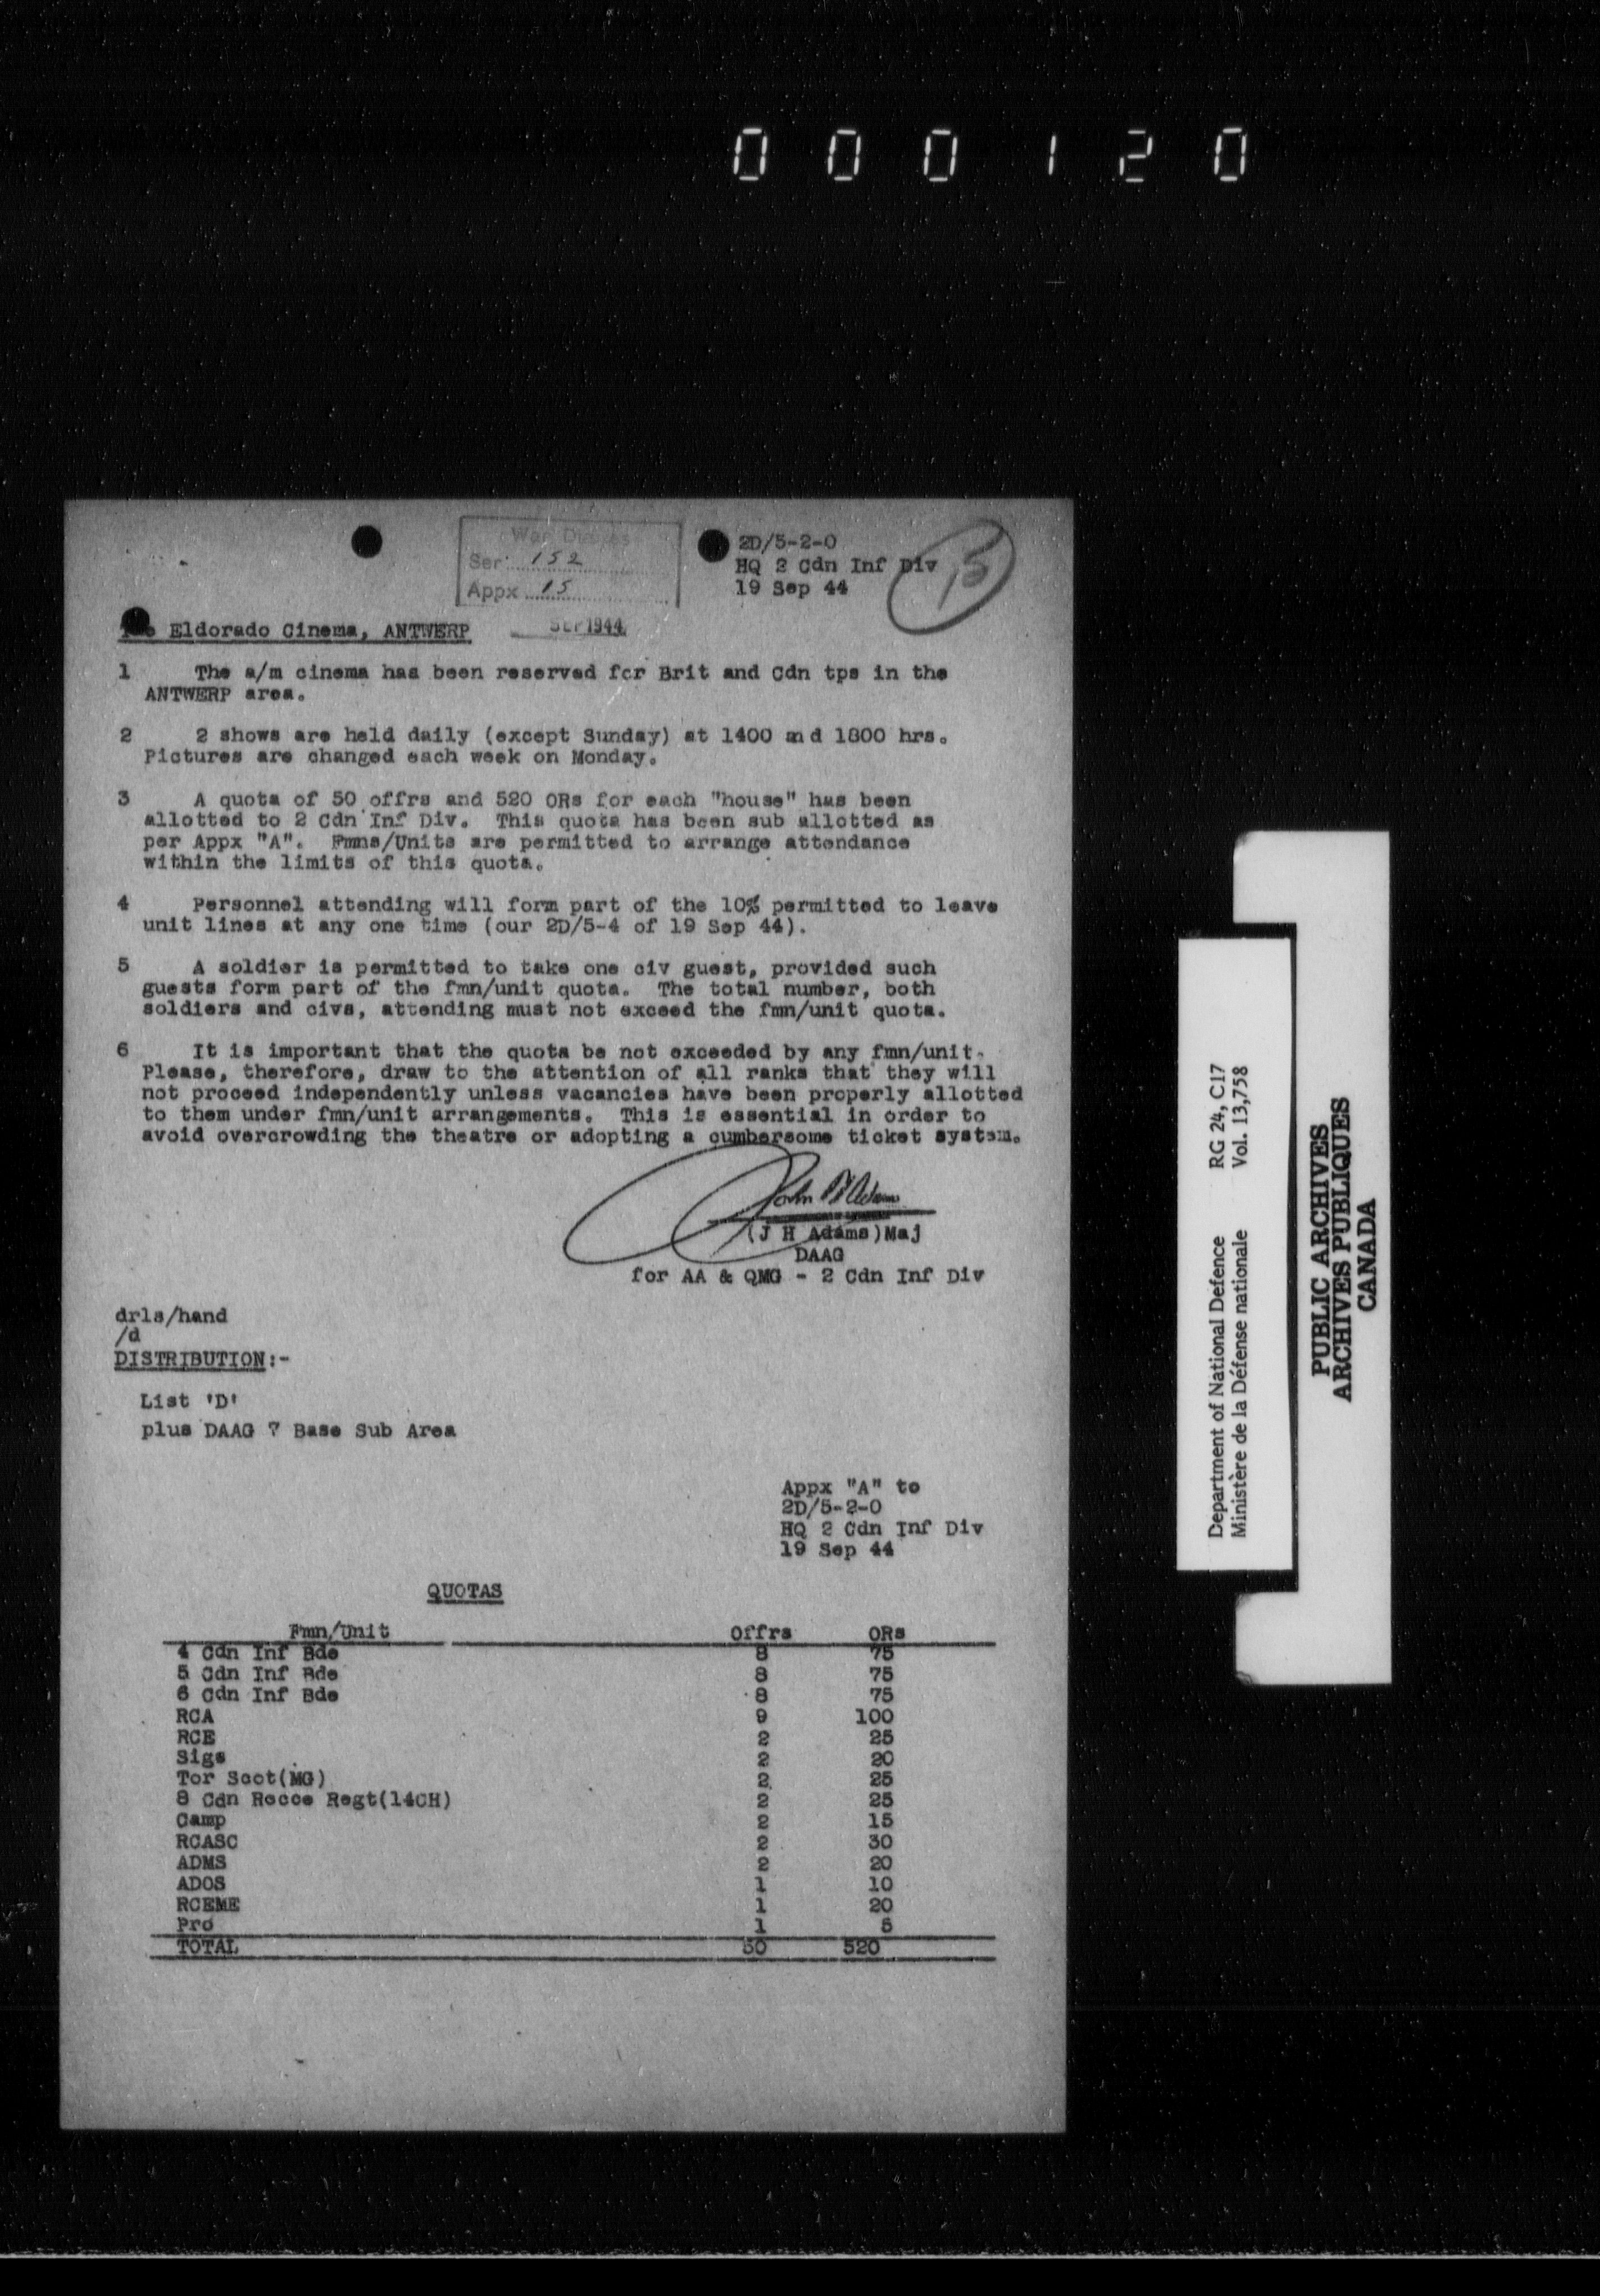 000120
War Diaries
Ser 152
Appx 15
2D/5-2-0
HQ 2 Cdn Inf Div
19 Sep 44
15
The Eldorado Cinema, ANTWERP
SEP 1944
1 The a/m cinema has been reserved for Brit and Cdn tps in the
ANTWERP area.
2 2 shows are held daily (except Sunday) at 1400 and 1800 hrs.
Pictures are changed each week on Monday.
3 A quota of 50 offrs and 520 ORs for each "house" has been
allotted to 2 Cdn Inf Div. This quota has been sub allotted as
per Appx "A". Fmns/Units are permitted to arrange attendance
within the limits of this quota.
4 Personnel attending will form part of the 10% permitted to leave
unit lines at any one time (our 2D/5-4 of 19 Sep 44).
5 A soldier is permitted to take one civ guest, provided such
guests form part of the fmn/unit quota. The total number, both
soldiers and civs, attending must not exceed the fmn/unit quota.
6 It is important that the quota be not exceeded by any fmn/unit.
Please, therefore, draw to the attention of all ranks that they will
not proceed independently unless vacancies have been properly allotted
to them under fmn/unit arrangements. This is essential in order to
avoid overcrowding the theatre or adopting a cumbersome ticket system.
John H Adams
(J H Adams)Maj
DAAG
for AA & QMG - 2 Cdn Inf Div
drls/hand
/d
DISTRIBUTION:-
List 'D'
plus DAAG 7 Base Sub Area
Appx "A" to
2D/5-2-0
HQ 2 Cdn Inf Div
19 Sep 44
QUOTAS
Fmn/Unit Offrs ORs
4 Cdn Inf Bde 8 75
5 Cdn Inf Bde 8 75
6 Cdn Inf Bde 8 75
RCA 9 100
RCE 2 25
Sigs 2 20
Tor Scot(MG) 2 25
8 Cdn Recce Regt(14CH) 2 25
Camp 2 15
RCASC 2 30
ADMS 2 20
ADOS 1 10
RCEME 1 20
Pro 1 5
TOTAL 50 520
Department of National Defence RG 24, C17
Ministère de la Défense nationale Vol. 13,758
PUBLIC ARCHIVES
ARCHIVES PUBLIQUES
CANADA